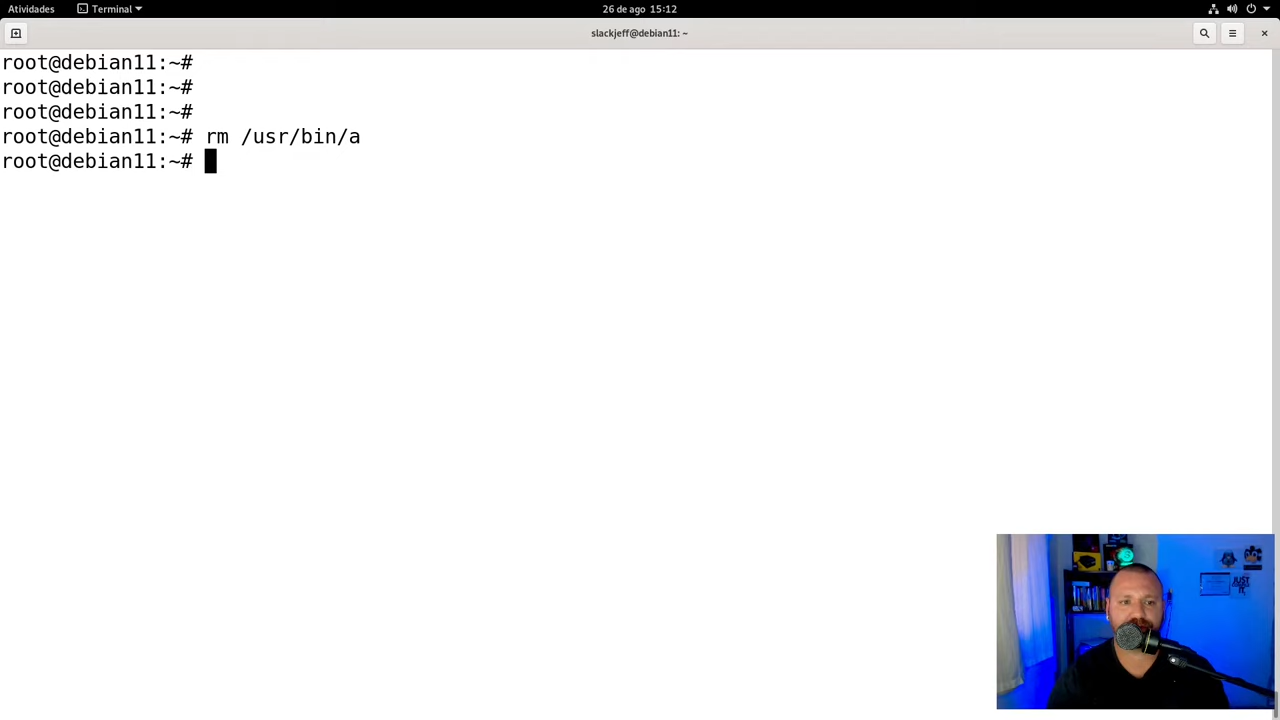 Atividades
Terminal
26 de ago 15:12
slackjeff@debian11: ~
root@debian11:~#
root@debian11:~#
root@debian11:~#
root@debian11:~# rm /usr/bin/a
root@debian11:~#